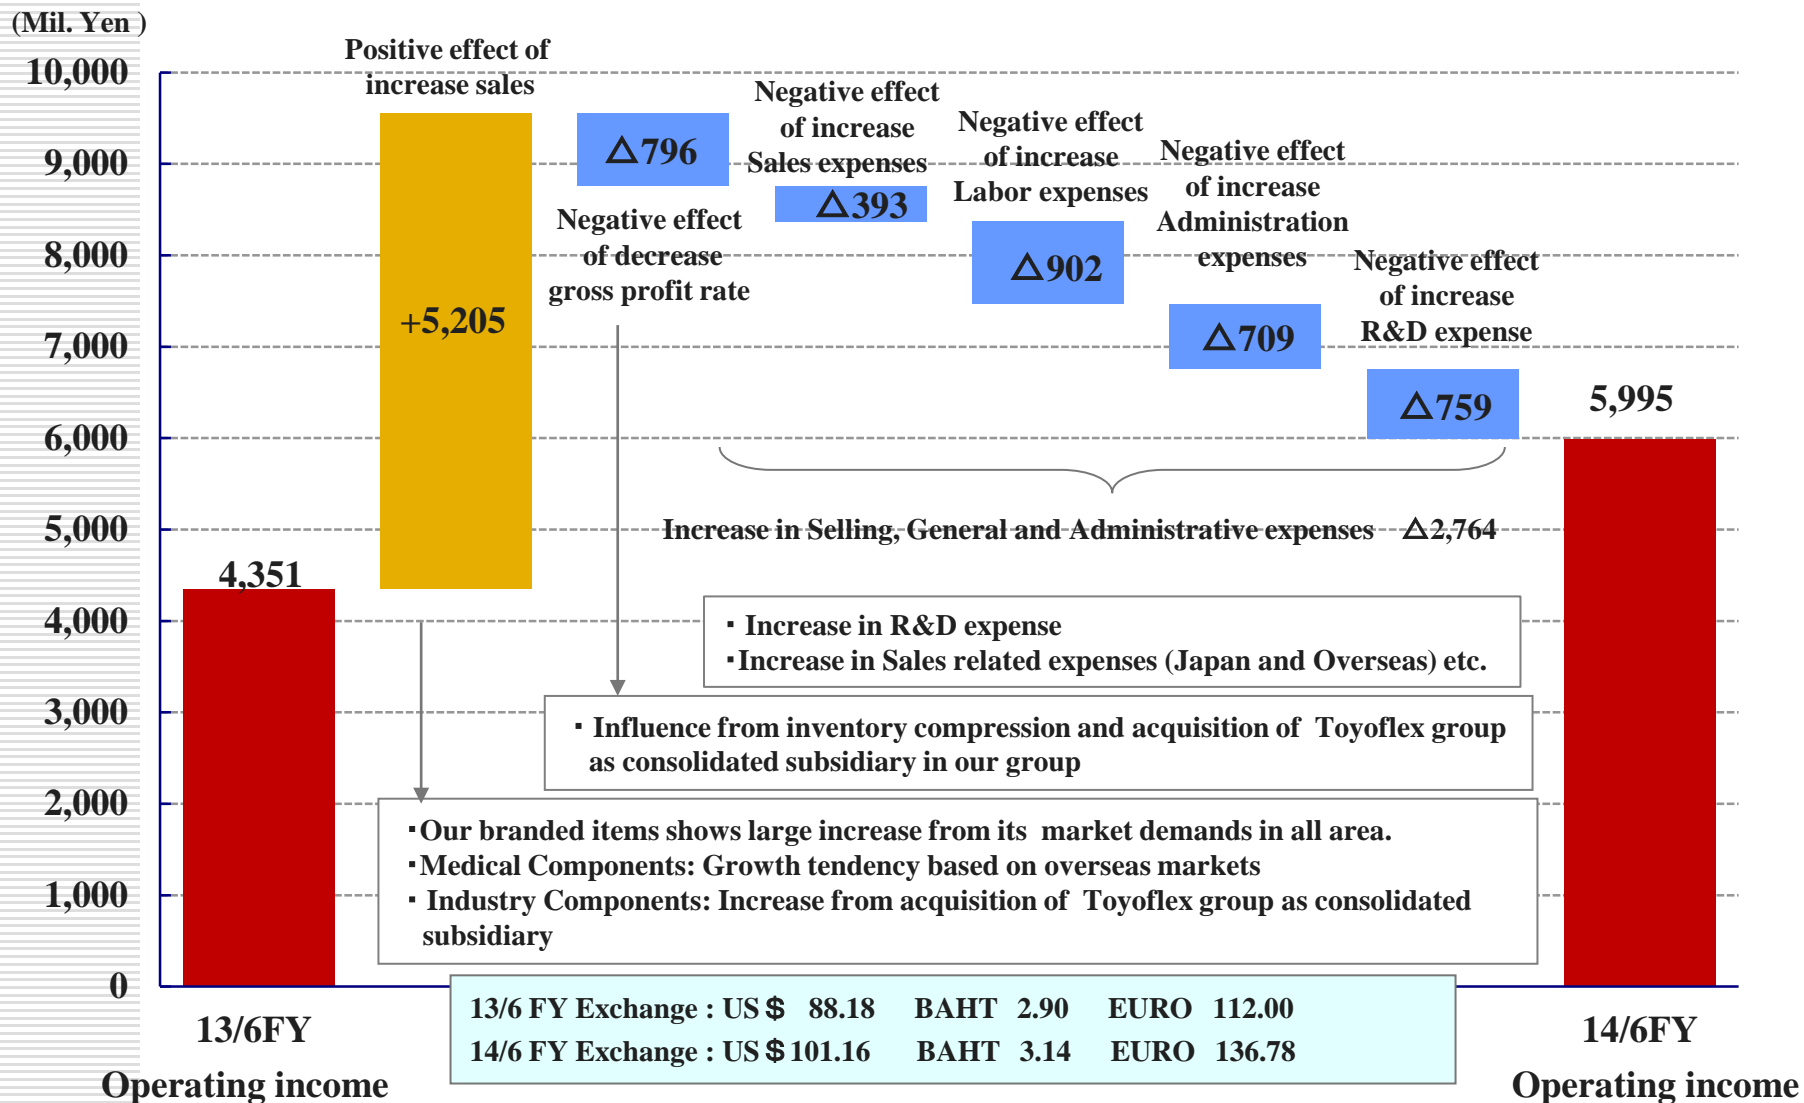 (Mil. Yen )
10,000
9,000
8,000
7,000
6,000
5,000
4,000
3,000
2,000
1,000
0
4,351
Positive effect of
increase sales
+5,205
△796
Negative effect
of decrease
gross profit rate
Negative effect
of increase
Sales expenses
△393
Negative effect
of increase
Labor expenses
△902
Negative effect
of increase
Administration
expenses
△709
Negative effect
of increase
R&D expense
△759
5,995
Increase in Selling, General and Administrative expenses △2,764
・ Increase in R&D expense
・Increase in Sales related expenses (Japan and Overseas) etc.
・ Influence from inventory compression and acquisition of Toyoflex group
as consolidated subsidiary in our group
・Our branded items shows large increase from its market demands in all area.
・Medical Components: Growth tendency based on overseas markets
・ Industry Components: Increase from acquisition of Toyoflex group as consolidated
subsidiary
13/6 FY Exchange : US＄ 88.18 BAHT 2.90 EURO 112.00
14/6 FY Exchange : US＄101.16 BAHT 3.14 EURO 136.78
13/6FY
Operating income
14/6FY
Operating income